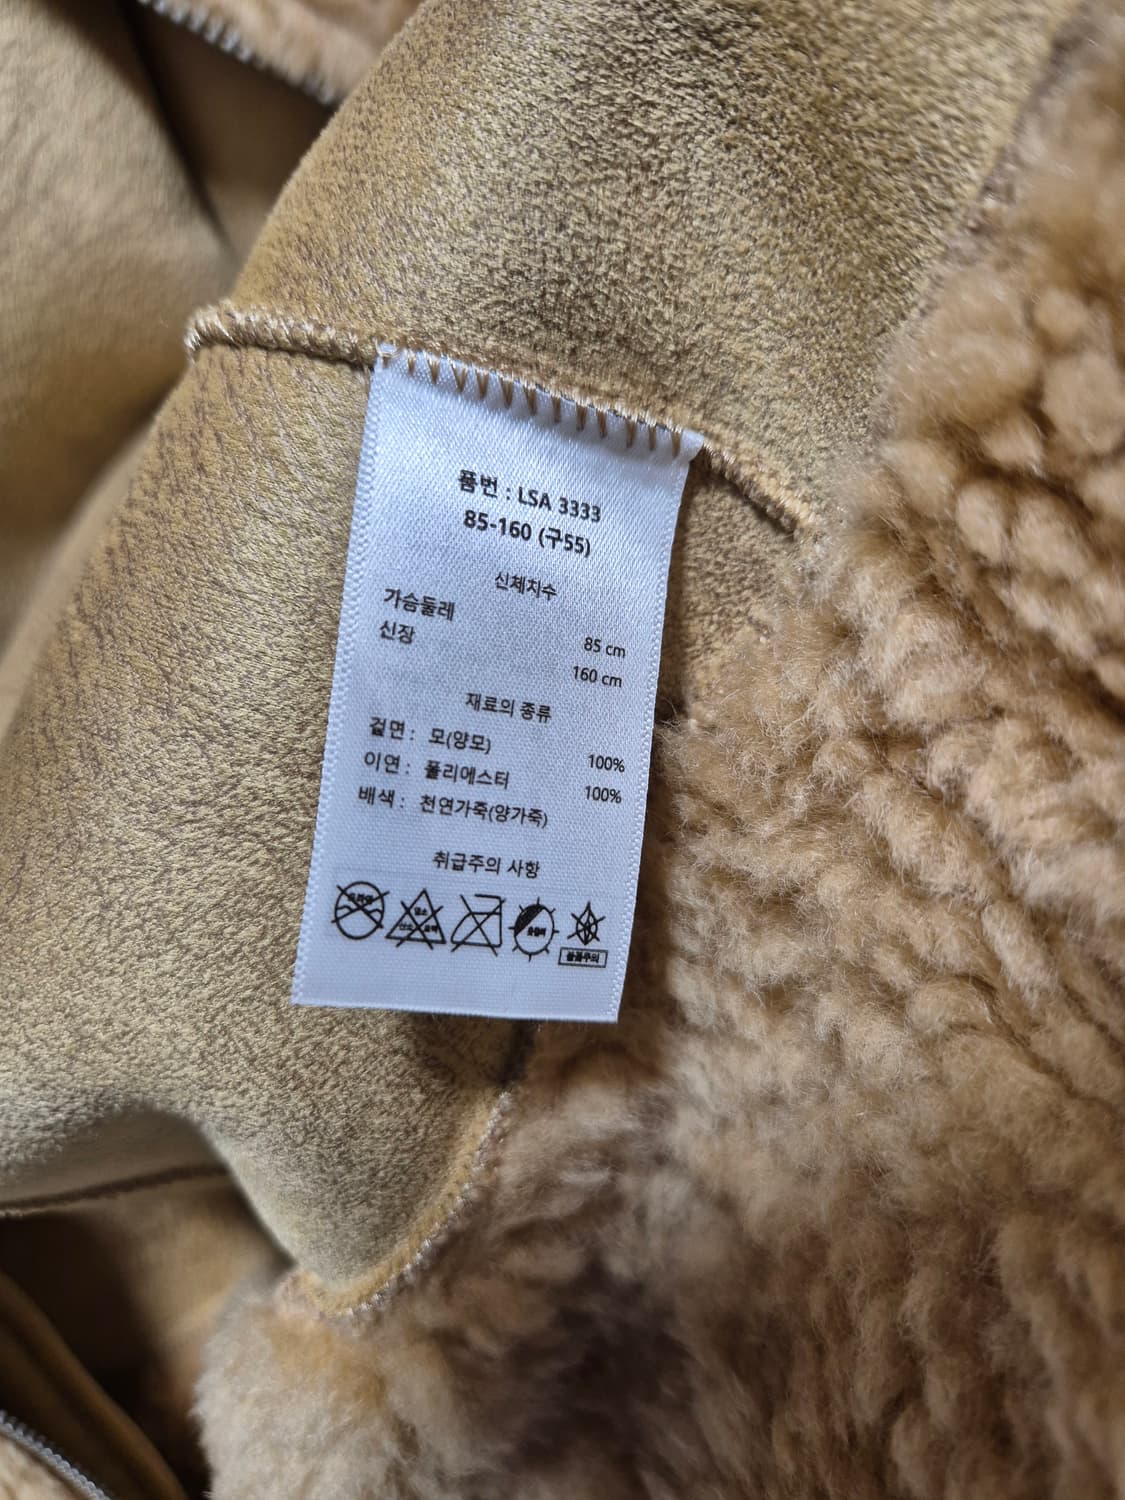 품번 : LSA 3333
85-160 (구55)
신체치수
가슴둘레 85 cm
신장 160 cm
재료의 종류
겉면 : 모(양모) 100%
이면 : 폴리에스터 100%
배색 : 천연가죽(양가죽)
취급주의 사항
염소